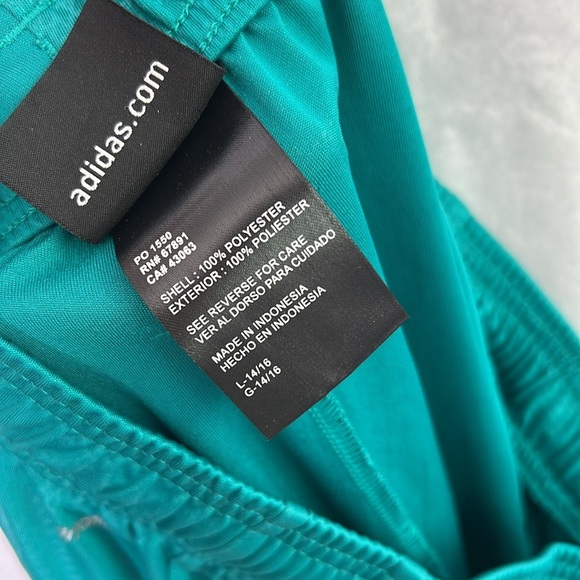 adidas.com
PO 1550
RN# 67891
CA# 43063
SHELL: 100% POLYESTER
EXTERIOR: 100% POLIESTER
SEE REVERSE FOR CARE
VER AL DORSO PARA CUIDADO
MADE IN INDONESIA
HECHO EN INDONESIA
L-14/16
G-14/16